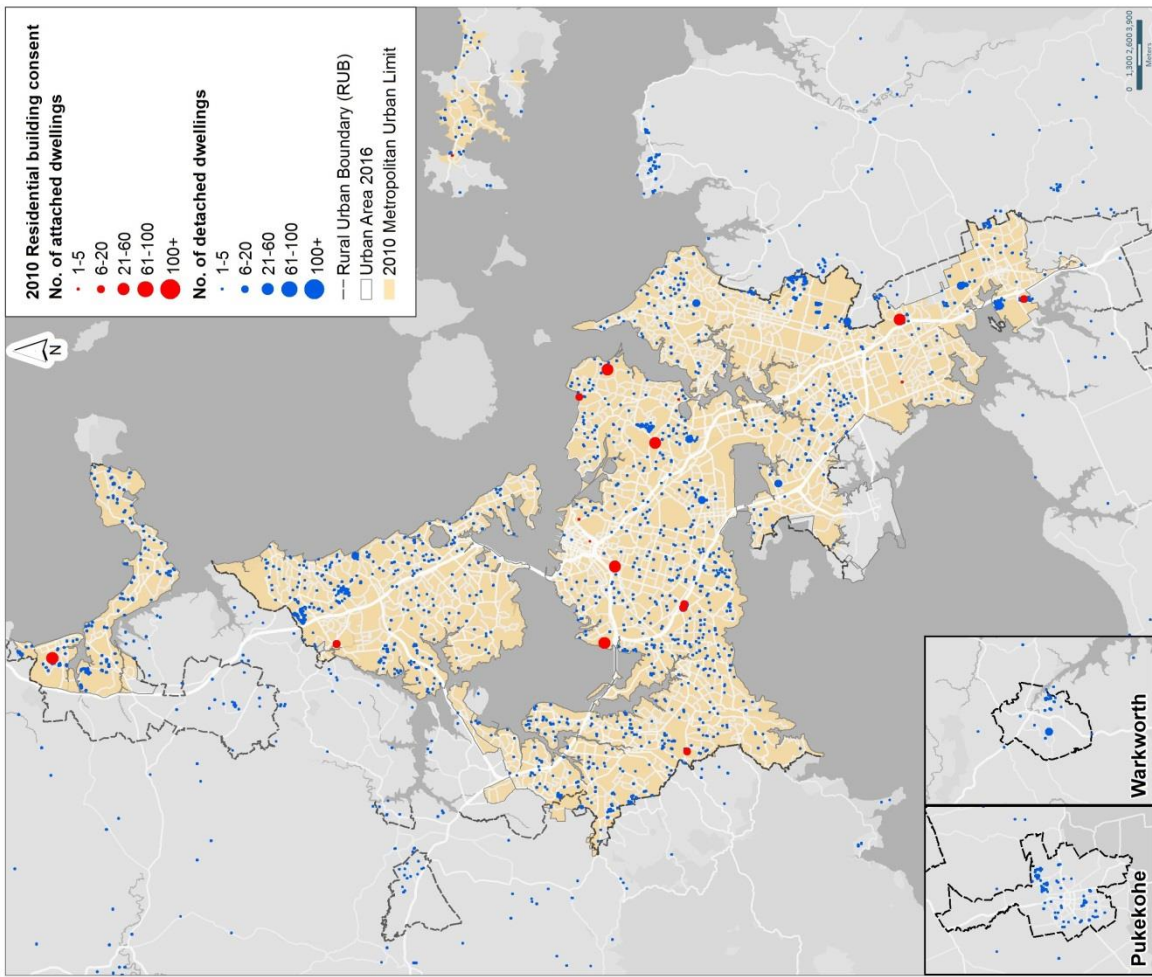 2010 Residential building consent
No. of attached dwellings
1-5
6-20
21-60
61-100
100+
No. of detached dwellings
1-5
6-20
21-60
61-100
100+
Rural Urban Boundary (RUB)
Urban Area 2016
2010 Metropolitan Urban Limit
N
0 1,300 2,600 3,900
Meters
Pukekohe
Warkworth